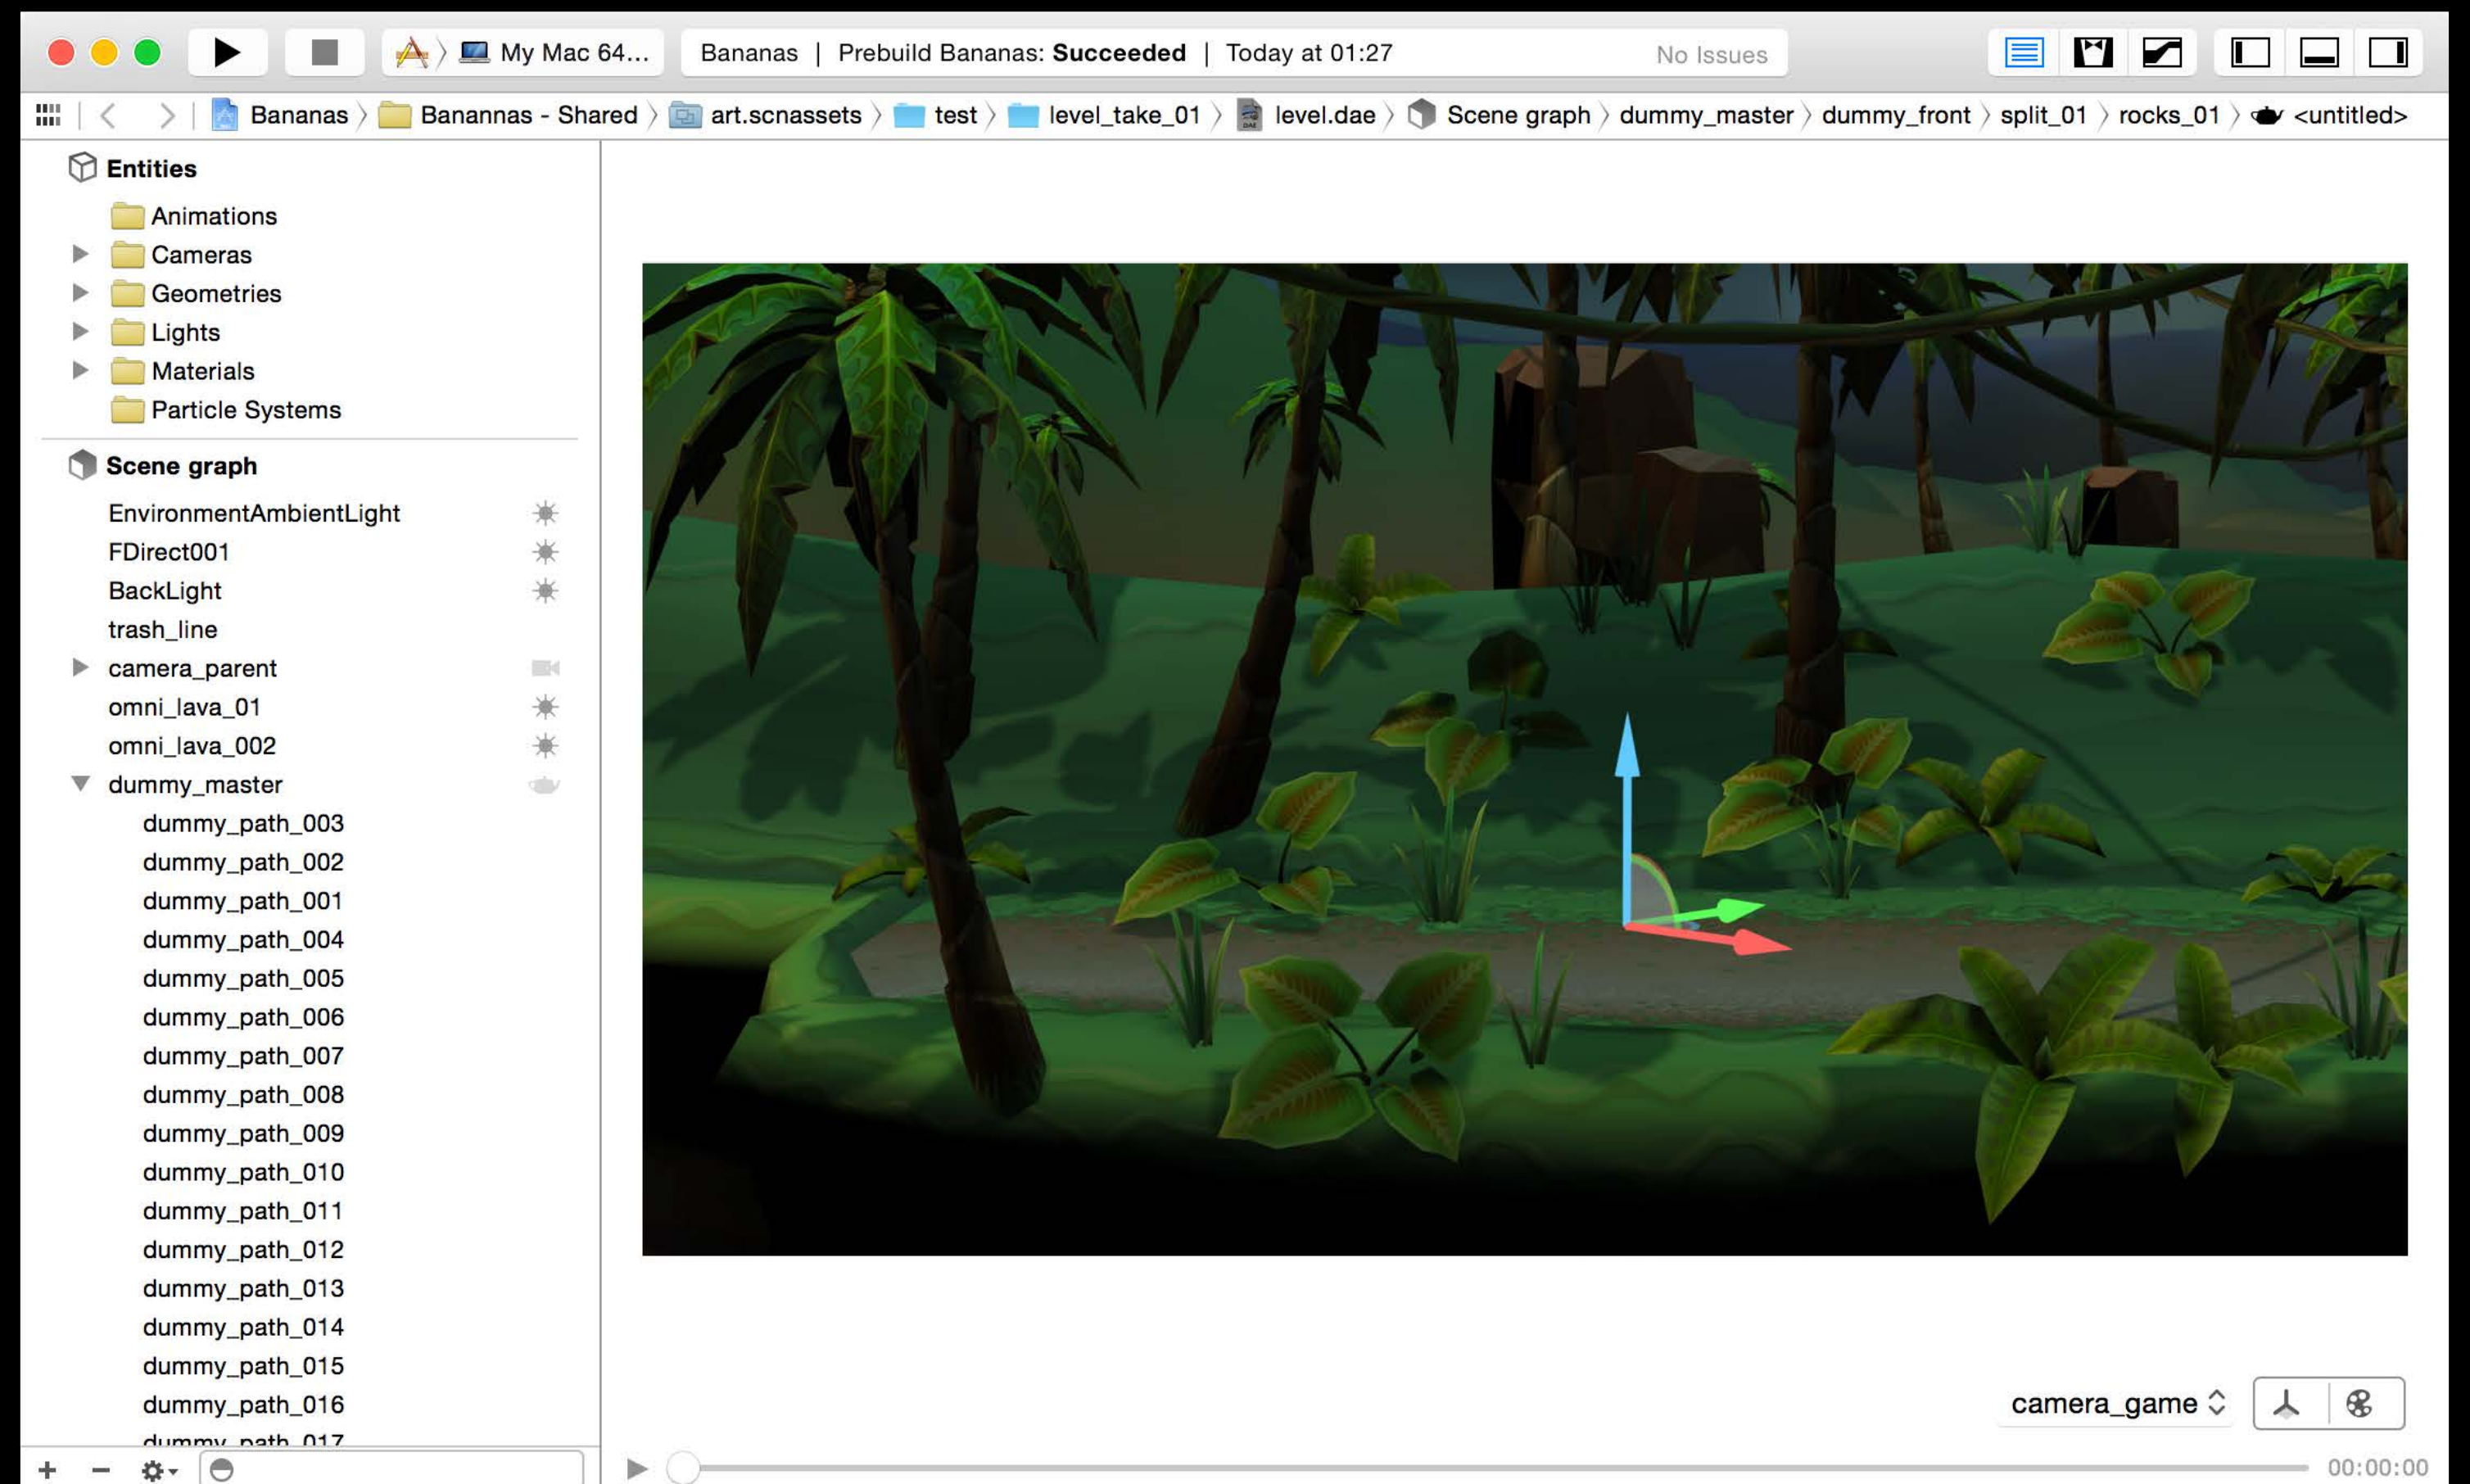 My Mac 64... Bananas | Prebuild Bananas: Succeeded | Today at 01:27 No Issues
Bananas Banannas - Shared art.scnassets test level_take_01 level.dae Scene graph dummy_master dummy_front split_01 rocks_01 <untitled>
Entities
Animations
Cameras
Geometries
Lights
Materials
Particle Systems
Scene graph
EnvironmentAmbientLight
FDirect001
BackLight
trash_line
camera_parent
omni_lava_01
omni_lava_002
dummy_master
dummy_path_003
dummy_path_002
dummy_path_001
dummy_path_004
dummy_path_005
dummy_path_006
dummy_path_007
dummy_path_008
dummy_path_009
dummy_path_010
dummy_path_011
dummy_path_012
dummy_path_013
dummy_path_014
dummy_path_015
dummy_path_016
dummy_path_017
camera_game
00:00:00